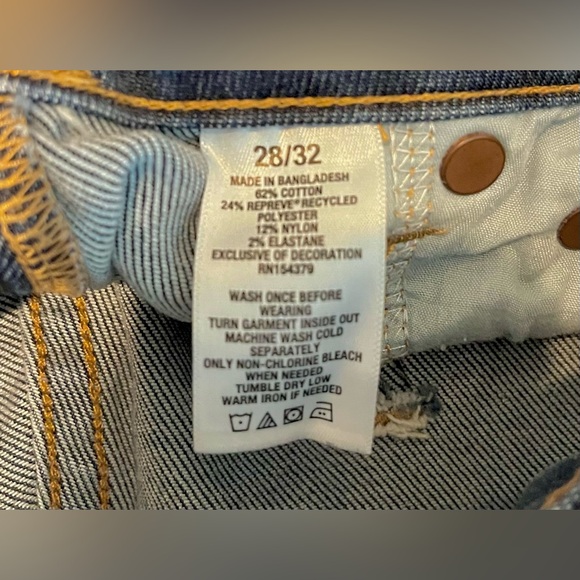 28/32
MADE IN BANGLADESH
62% COTTON
24% REPREVE® RECYCLED
POLYESTER
12% NYLON
2% ELASTANE
EXCLUSIVE OF DECORATION
RN154379
WASH ONCE BEFORE
WEARING
TURN GARMENT INSIDE OUT
MACHINE WASH COLD
SEPARATELY
ONLY NON-CHLORINE BLEACH
WHEN NEEDED
TUMBLE DRY LOW
WARM IRON IF NEEDED